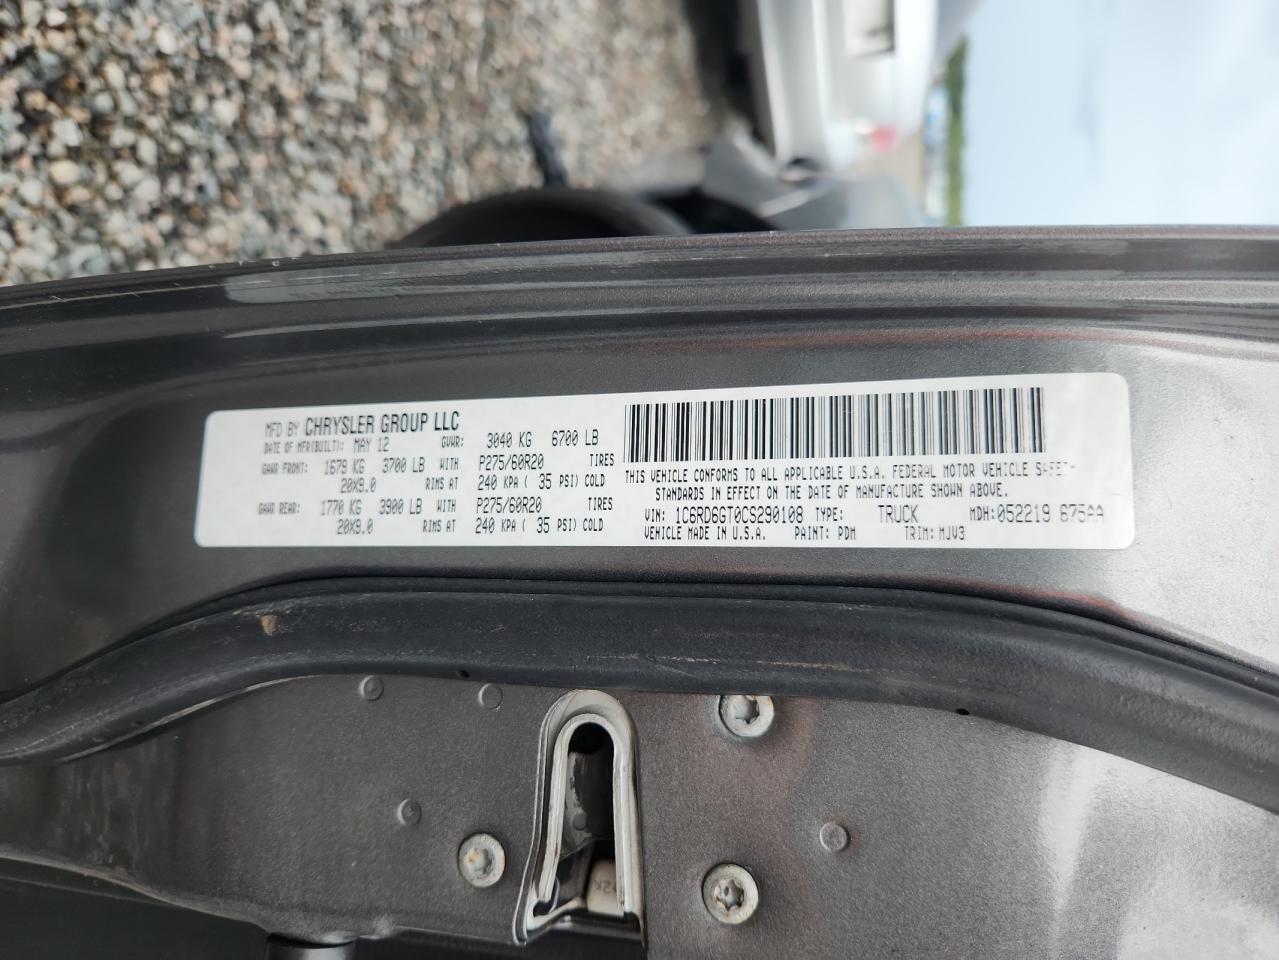 MFD BY CHRYSLER GROUP LLC
DATE OF MFR(BUILT): MAY 12 GVWR: 3040 KG 6700 LB
GAWR FRONT: 1679 KG 3700 LB WITH P275/60R20 TIRES
20X9.0 RIMS AT 240 KPA ( 35 PSI) COLD
GAWR REAR: 1770 KG 3900 LB WITH P275/60R20 TIRES
20X9.0 RIMS AT 240 KPA ( 35 PSI) COLD
THIS VEHICLE CONFORMS TO ALL APPLICABLE U.S.A. FEDERAL MOTOR VEHICLE SAFETY
STANDARDS IN EFFECT ON THE DATE OF MANUFACTURE SHOWN ABOVE.
VIN: 1C6RD6GT0CS290108 TYPE: TRUCK MDH:052219 675AA
VEHICLE MADE IN U.S.A. PAINT: PDM TRIM: MJV3